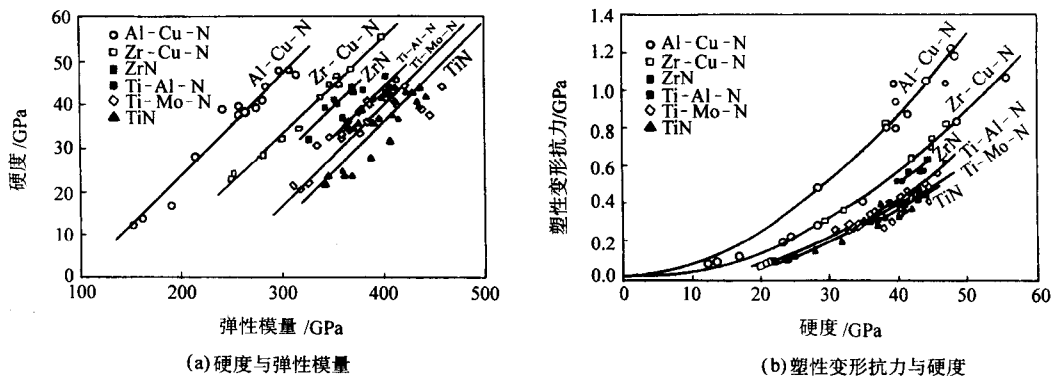 60
50
40
30
20
10
0
硬度/GPa
Al-Cu-N
Zr-Cu-N
ZrN
Ti-Al-N
Ti-Mo-N
TiN
Al-Cu-N
Zr-Cu-N
ZrN
Ti-Al-N
Ti-Mo-N
TiN
100 200 300 400 500
弹性模量/GPa
(a)硬度与弹性模量
1.4
1.2
1.0
0.8
0.6
0.4
0.2
0.0
塑性变形抗力/GPa
Al-Cu-N
Zr-Cu-N
ZrN
Ti-Al-N
Ti-Mo-N
TiN
Al-Cu-N
Zr-Cu-N
ZrN
Ti-Al-N
Ti-Mo-N
TiN
0 10 20 30 40 50 60
硬度/GPa
(b)塑性变形抗力与硬度